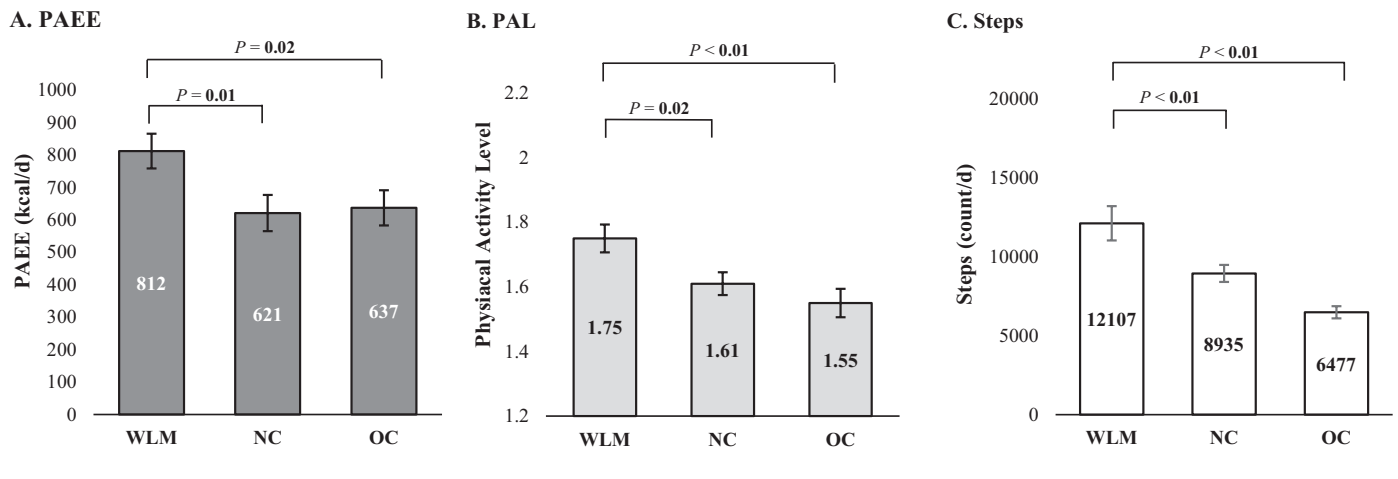 A. PAEE
P = 0.02
P = 0.01
PAEE (kcal/d)
1000
900
800
700
600
500
400
300
200
100
0
812
621
637
WLM NC OC
B. PAL
P < 0.01
P = 0.02
Physiacal Activity Level
2.2
2
1.8
1.6
1.4
1.2
1.75
1.61
1.55
WLM NC OC
C. Steps
P < 0.01
P < 0.01
Steps (count/d)
20000
15000
10000
5000
0
12107
8935
6477
WLM NC OC